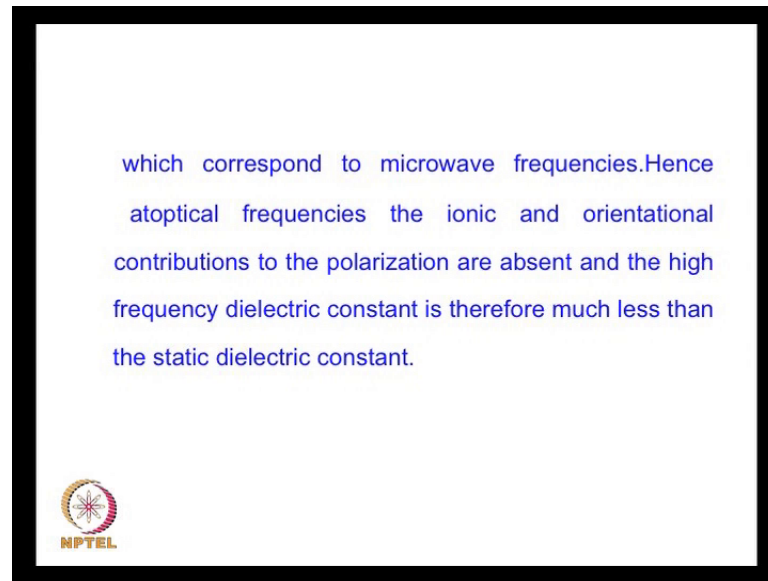 which correspond to microwave frequencies.Hence
atoptical frequencies the ionic and orientational
contributions to the polarization are absent and the high
frequency dielectric constant is therefore much less than
the static dielectric constant.
NPTEL